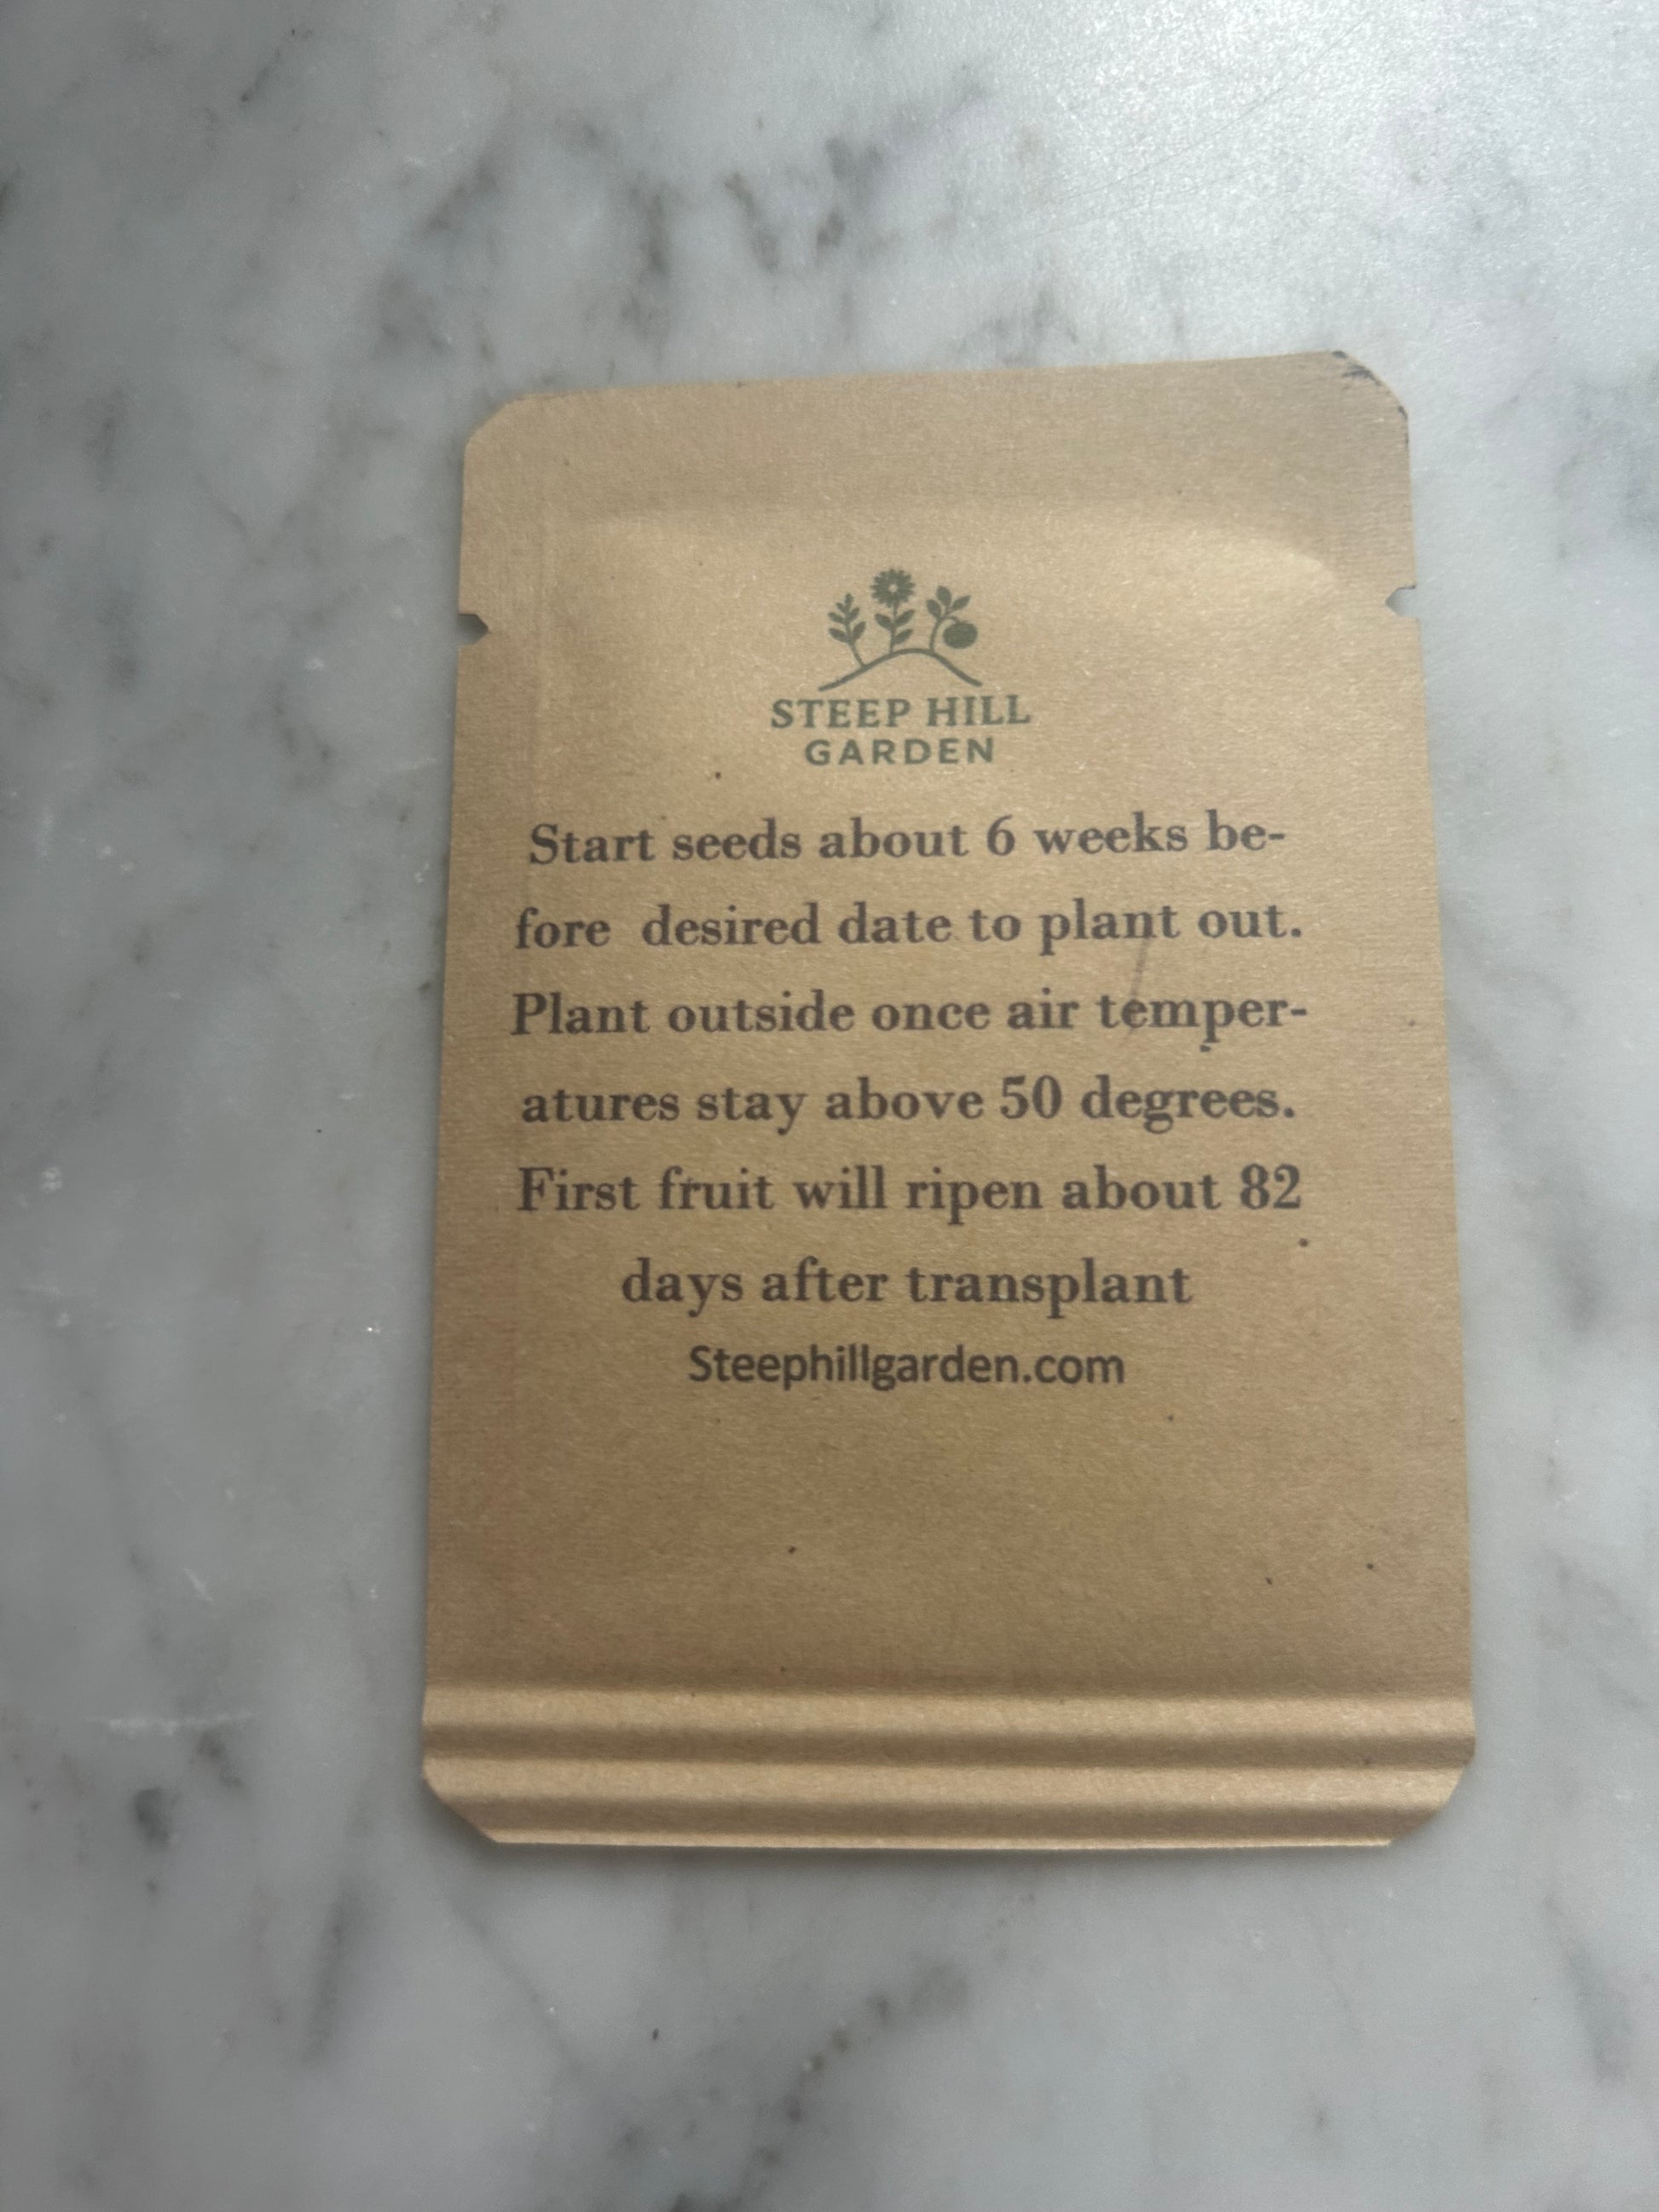 STEEP HILL
GARDEN
Start seeds about 6 weeks be-
fore desired date to plant out.
Plant outside once air temper-
atures stay above 50 degrees.
First fruit will ripen about 82
days after transplant
Steephillgarden.com